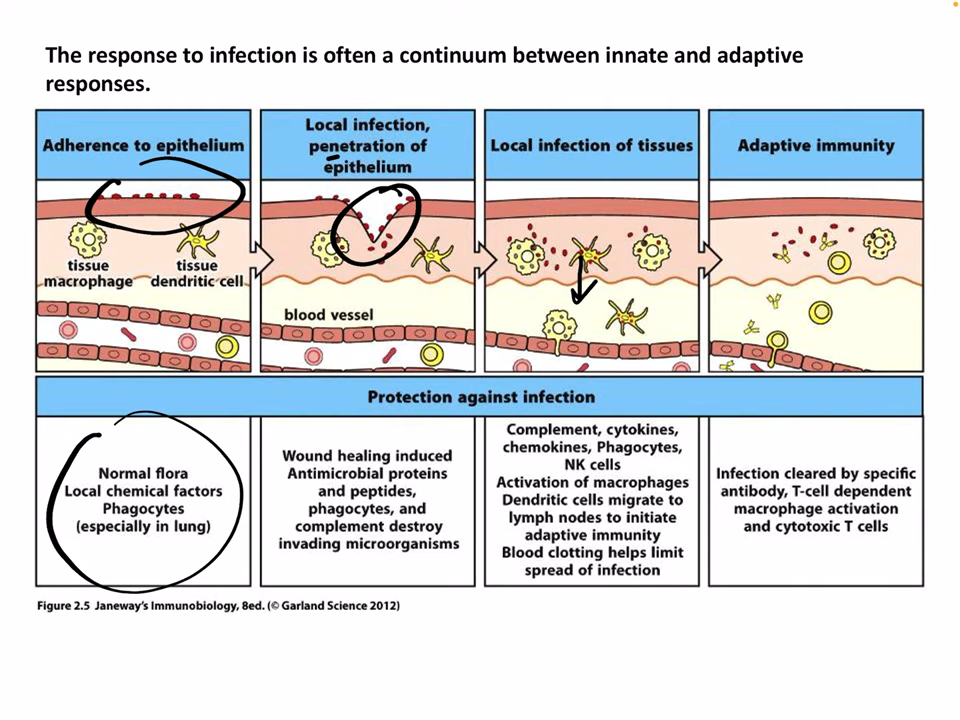 The response to infection is often a continuum between innate and adaptive
responses.
Adherence to epithelium
Local infection,
penetration of
epithelium
Local infection of tissues
Adaptive immunity
tissue
macrophage
tissue
dendritic cell
blood vessel
Protection against infection
Normal flora
Local chemical factors
Phagocytes
(especially in lung)
Wound healing induced
Antimicrobial proteins
and peptides,
phagocytes, and
complement destroy
invading microorganisms
Complement, cytokines,
chemokines, Phagocytes,
NK cells
Activation of macrophages
Dendritic cells migrate to
lymph nodes to initiate
adaptive immunity
Blood clotting helps limit
spread of infection
Infection cleared by specific
antibody, T-cell dependent
macrophage activation
and cytotoxic T cells
Figure 2.5 Janeway's Immunobiology, 8ed. (© Garland Science 2012)